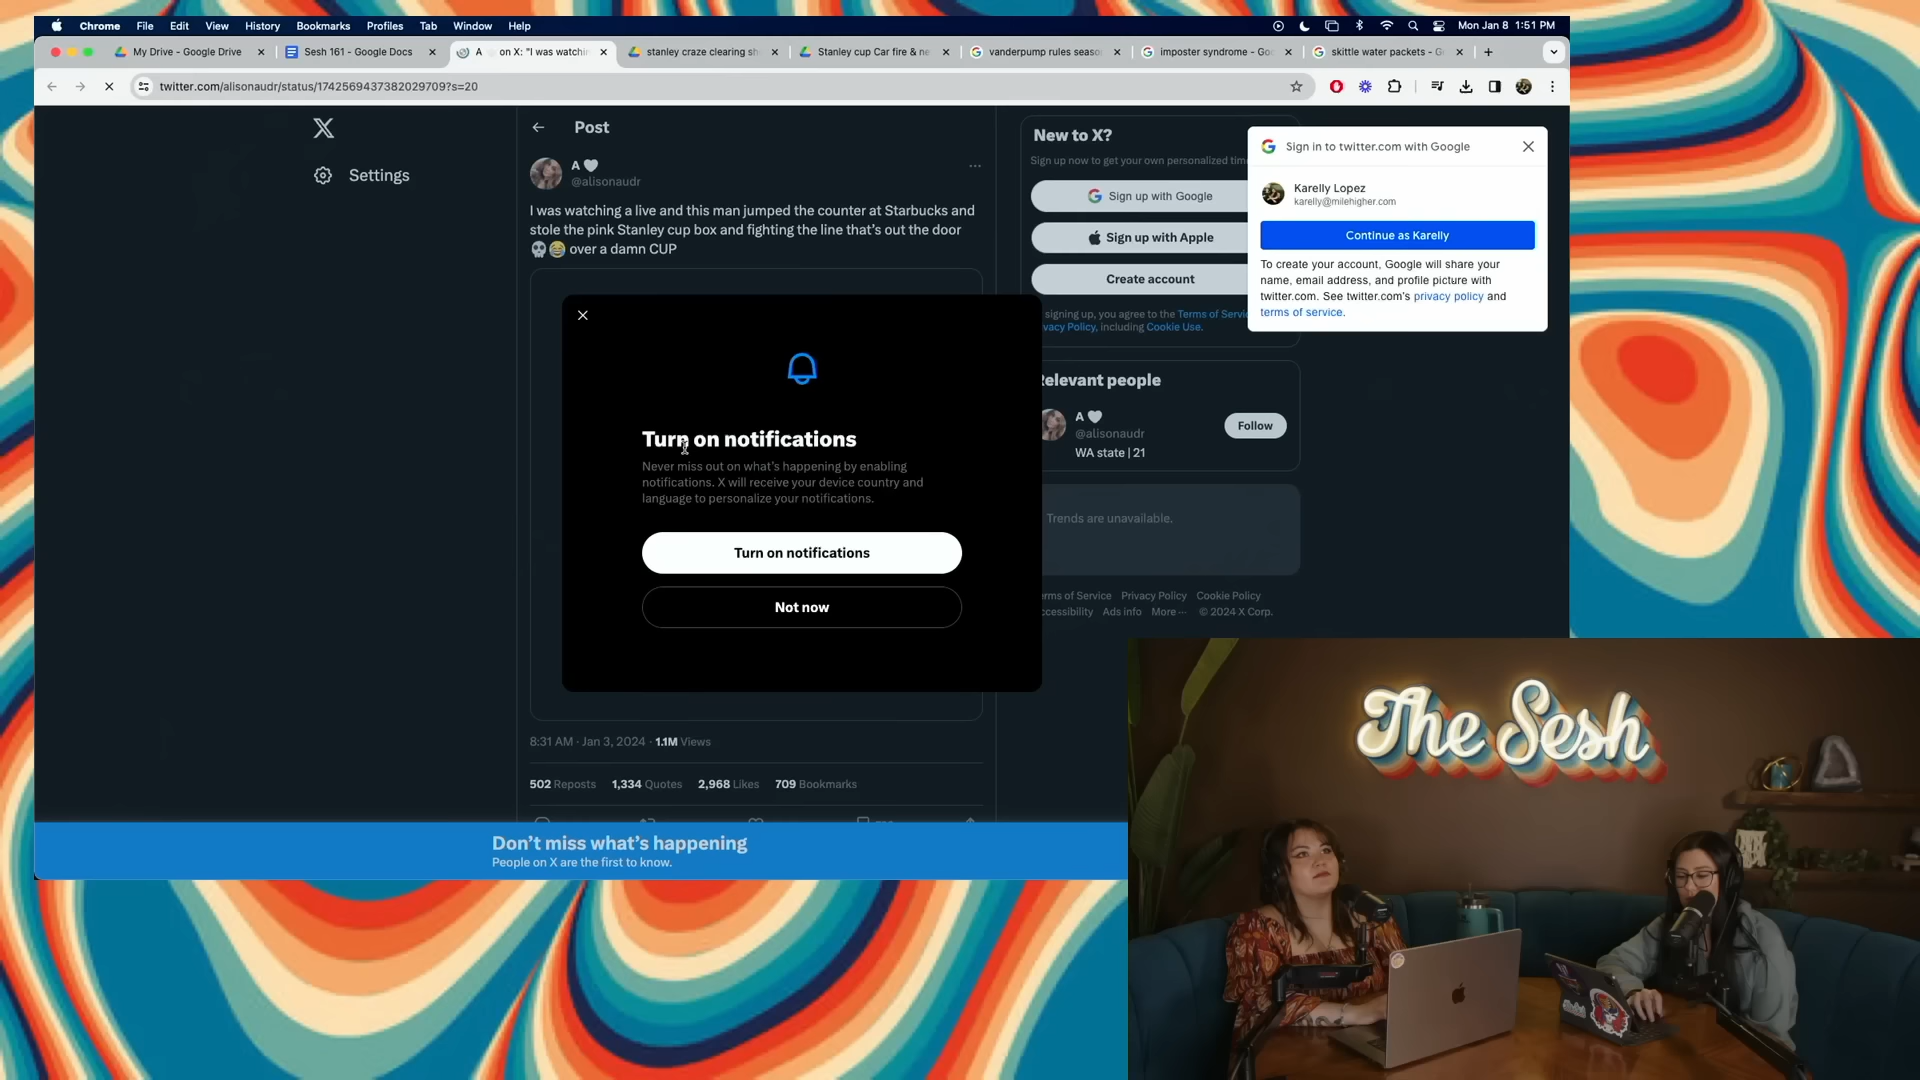 Chrome File Edit View History Bookmarks Profiles Tab Window Help
Mon Jan 8 1:51 PM
My Drive - Google Drive
Sesh 161 - Google Docs
A on X: "I was watchin
stanley craze clearing sh
Stanley cup Car fire & ne
vanderpump rules seaso
imposter syndrome - Goo
skittle water packets - G
twitter.com/alisonaudr/status/1742569437382029709?s=20
Settings
Post
A 🤍
@alisonaudr
I was watching a live and this man jumped the counter at Starbucks and
stole the pink Stanley cup box and fighting the line that's out the door
💀😂 over a damn CUP
Turn on notifications
Never miss out on what's happening by enabling
notifications. X will receive your device country and
language to personalize your notifications.
Turn on notifications
Not now
8:31 AM · Jan 3, 2024 · 1.1M Views
502 Reposts 1,334 Quotes 2,968 Likes 709 Bookmarks
Don't miss what's happening
People on X are the first to know.
New to X?
Sign up now to get your own personalized tim
Sign up with Google
Sign up with Apple
Create account
signing up, you agree to the Terms of Servic
vacy Policy, including Cookie Use.
Relevant people
A 🤍
@alisonaudr
Follow
WA state | 21
Trends are unavailable.
erms of Service Privacy Policy Cookie Policy
ccessibility Ads info More ··· © 2024 X Corp.
Sign in to twitter.com with Google
Karelly Lopez
karelly@milehigher.com
Continue as Karelly
To create your account, Google will share your
name, email address, and profile picture with
twitter.com. See twitter.com's privacy policy and
terms of service.
The Sesh